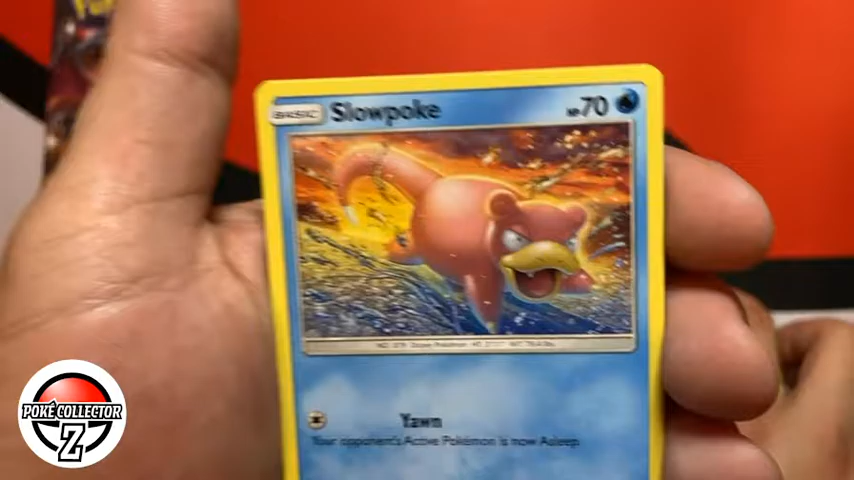 BASIC Slowpoke HP70
Yawn
Your opponent's Active Pokémon is now Asleep.
POKÉ COLLECTOR
Z